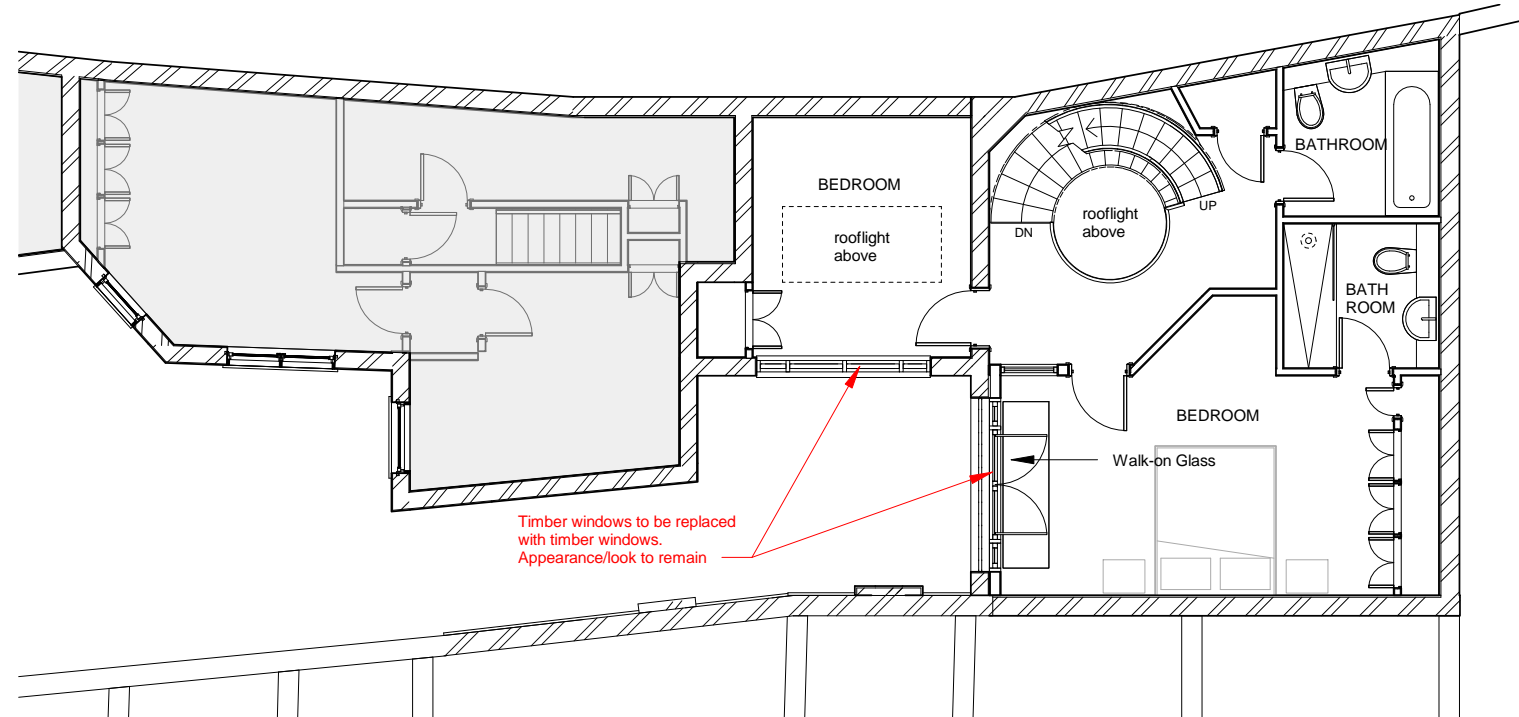 BATHROOM
BEDROOM
rooflight
above
rooflight
above
UP
DN
BATH
ROOM
BEDROOM
Walk-on Glass
Timber windows to be replaced
with timber windows.
Appearance/look to remain